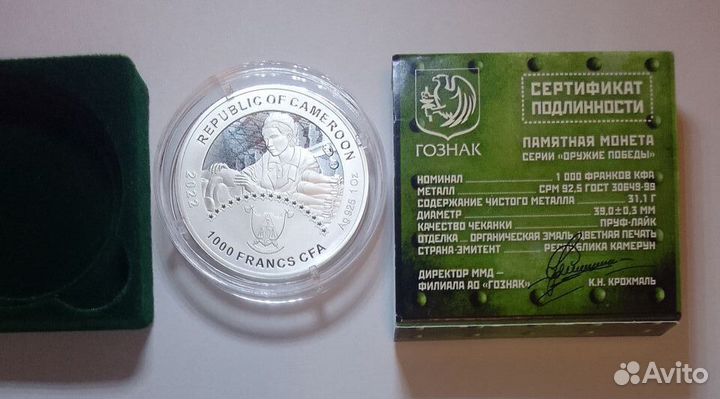 REPUBLIC OF CAMEROON
2022
Ag 925 1 Oz
1000 FRANCS CFA
ГОЗНАК
СЕРТИФИКАТ
ПОДЛИННОСТИ
ПАМЯТНАЯ МОНЕТА
СЕРИИ «ОРУЖИЕ ПОБЕДЫ»
НОМИНАЛ 1 000 ФРАНКОВ КФА
МЕТАЛЛ СРМ 92,5 ГОСТ 30649-99
СОДЕРЖАНИЕ ЧИСТОГО МЕТАЛЛА 31,1 Г
ДИАМЕТР 39,0±0,3 ММ
КАЧЕСТВО ЧЕКАНКИ ПРУФ-ЛАЙК
ОТДЕЛКА ОРГАНИЧЕСКАЯ ЭМАЛЬ, ЦВЕТНАЯ ПЕЧАТЬ
СТРАНА-ЭМИТЕНТ РЕСПУБЛИКА КАМЕРУН
ДИРЕКТОР ММД –
ФИЛИАЛА АО «ГОЗНАК» К.Н. КРОХМАЛЬ
Avito